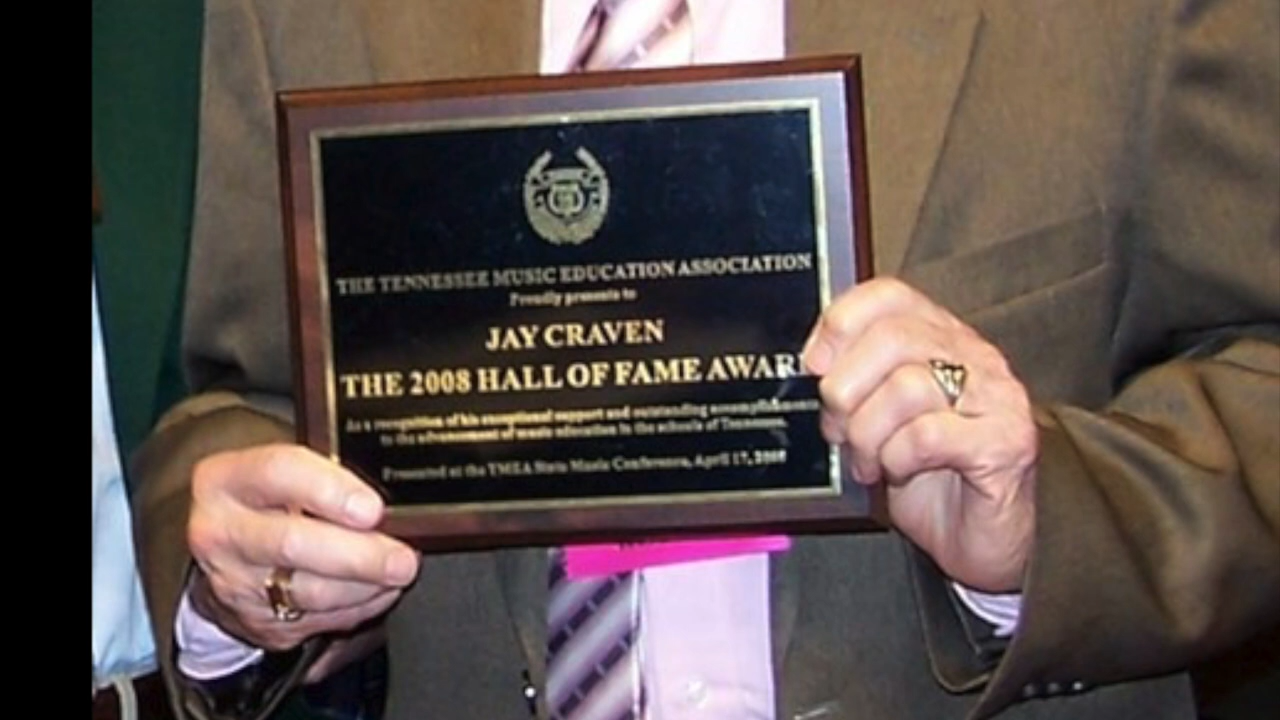 THE TENNESSEE MUSIC EDUCATION ASSOCIATION
Proudly presents to
JAY CRAVEN
THE 2008 HALL OF FAME AWAR
As a recognition of his exceptional support and outstanding accomplishments
to the advancement of music education in the schools of Tennessee.
Presented at the TMEA State Music Conference, April 17, 2008